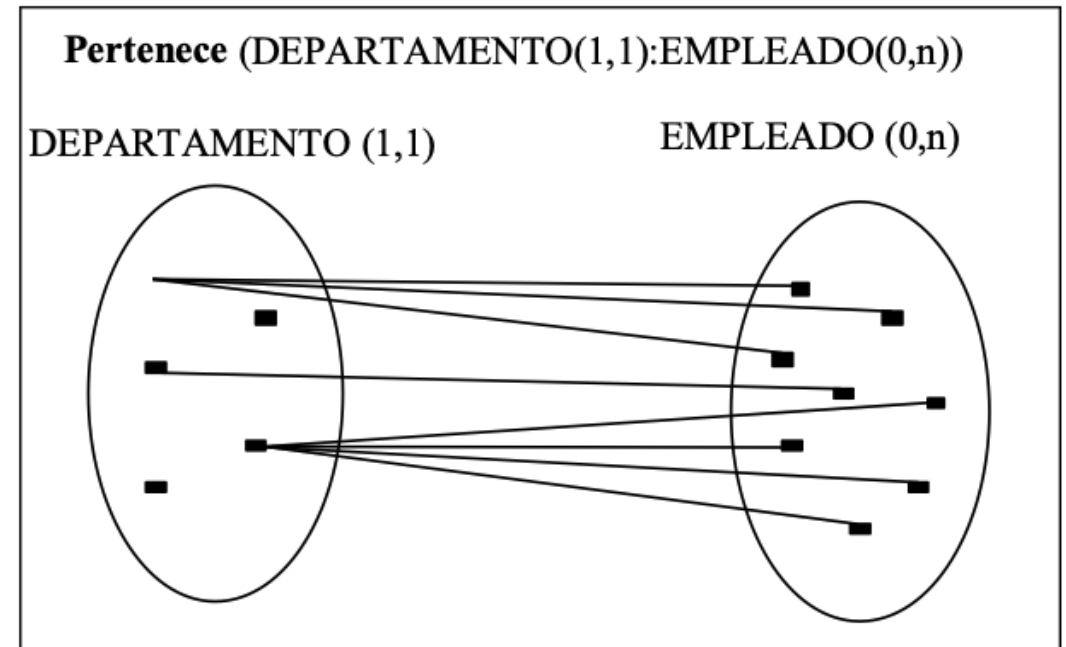 Pertenece (DEPARTAMENTO(1,1):EMPLEADO(0,n))
DEPARTAMENTO (1,1)
EMPLEADO (0,n)